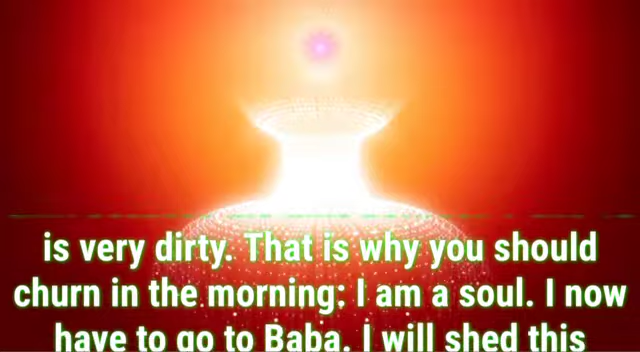 is very dirty. That is why you should
churn in the morning: I am a soul. I now
have to go to Baba. I will shed this